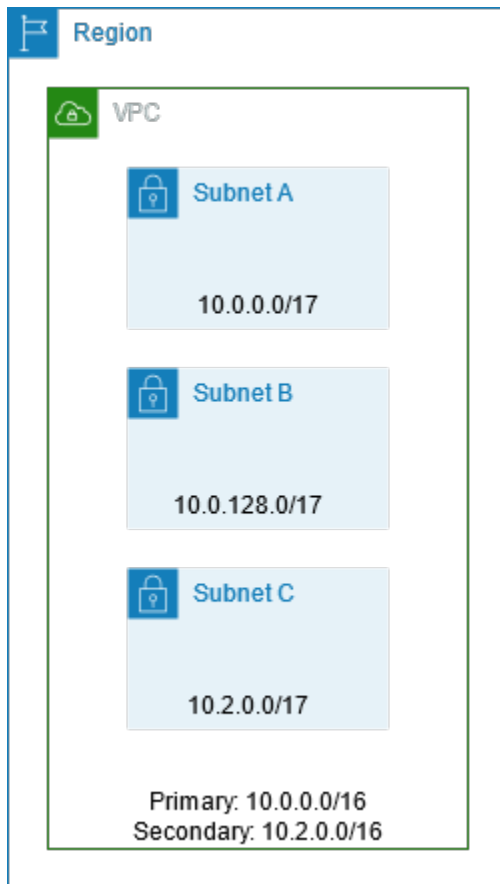 Region
VPC
Subnet A
10.0.0.0/17
Subnet B
10.0.128.0/17
Subnet C
10.2.0.0/17
Primary: 10.0.0.0/16
Secondary: 10.2.0.0/16